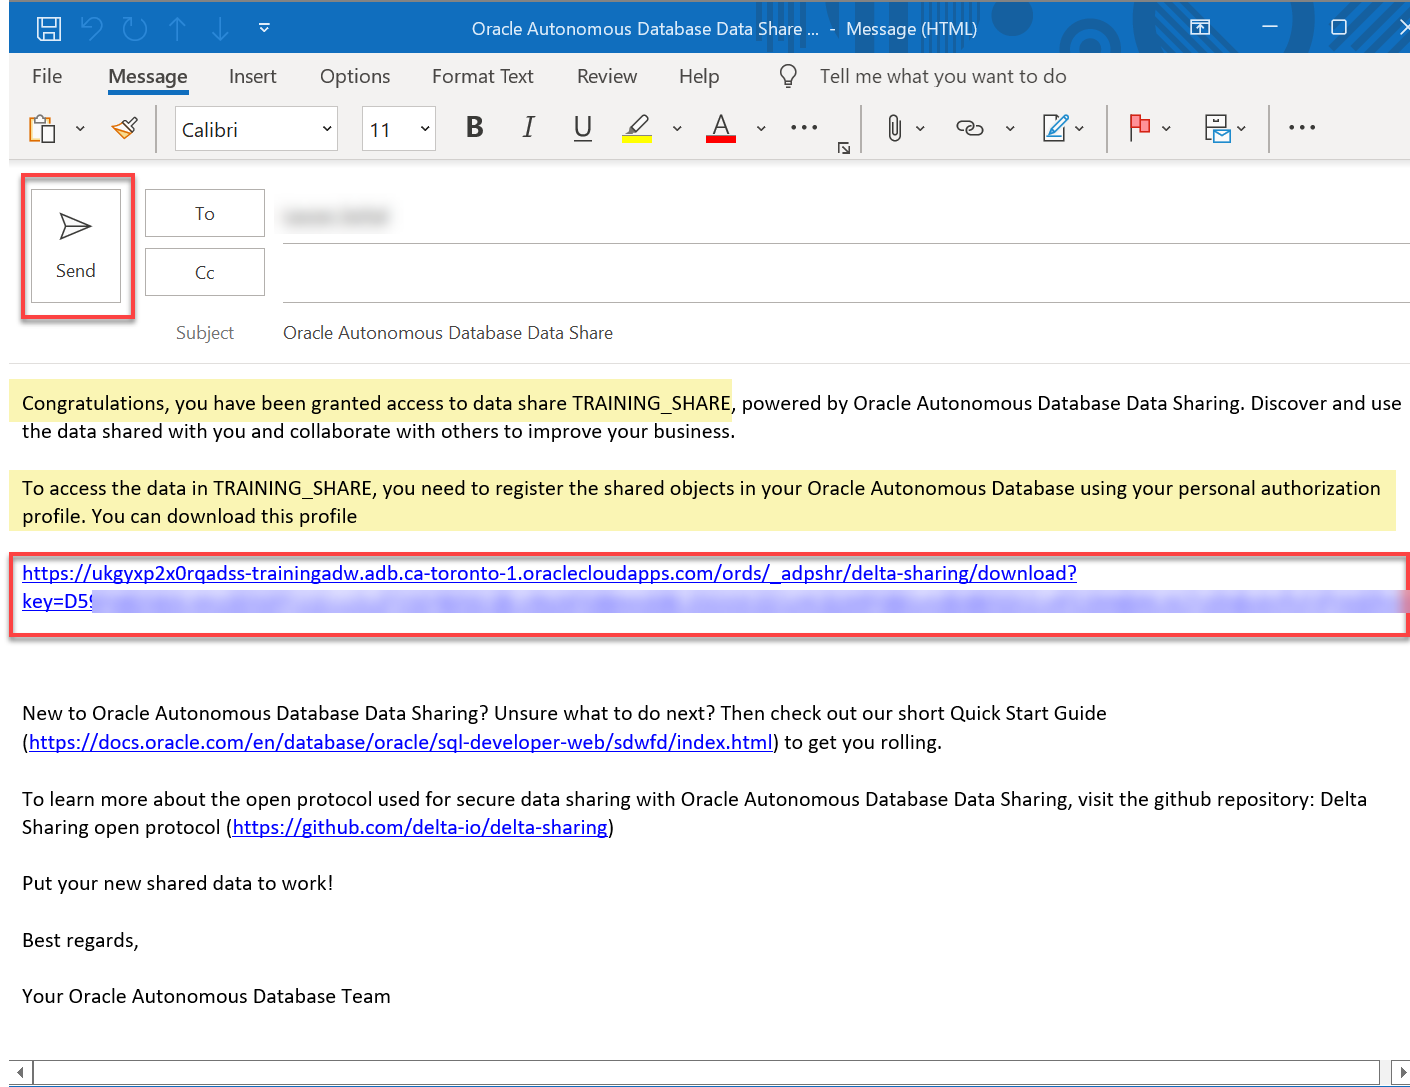 Oracle Autonomous Database Data Share ... - Message (HTML)
File Message Insert Options Format Text Review Help Tell me what you want to do
Calibri 11 B I U A
Send
To
Cc
Subject Oracle Autonomous Database Data Share
Congratulations, you have been granted access to data share TRAINING_SHARE, powered by Oracle Autonomous Database Data Sharing. Discover and use
the data shared with you and collaborate with others to improve your business.
To access the data in TRAINING_SHARE, you need to register the shared objects in your Oracle Autonomous Database using your personal authorization
profile. You can download this profile
https://ukgyxp2x0rqadss-trainingadw.adb.ca-toronto-1.oraclecloudapps.com/ords/_adpshr/delta-sharing/download?
key=D59
New to Oracle Autonomous Database Data Sharing? Unsure what to do next? Then check out our short Quick Start Guide
(https://docs.oracle.com/en/database/oracle/sql-developer-web/sdwfd/index.html) to get you rolling.
To learn more about the open protocol used for secure data sharing with Oracle Autonomous Database Data Sharing, visit the github repository: Delta
Sharing open protocol (https://github.com/delta-io/delta-sharing)
Put your new shared data to work!
Best regards,
Your Oracle Autonomous Database Team